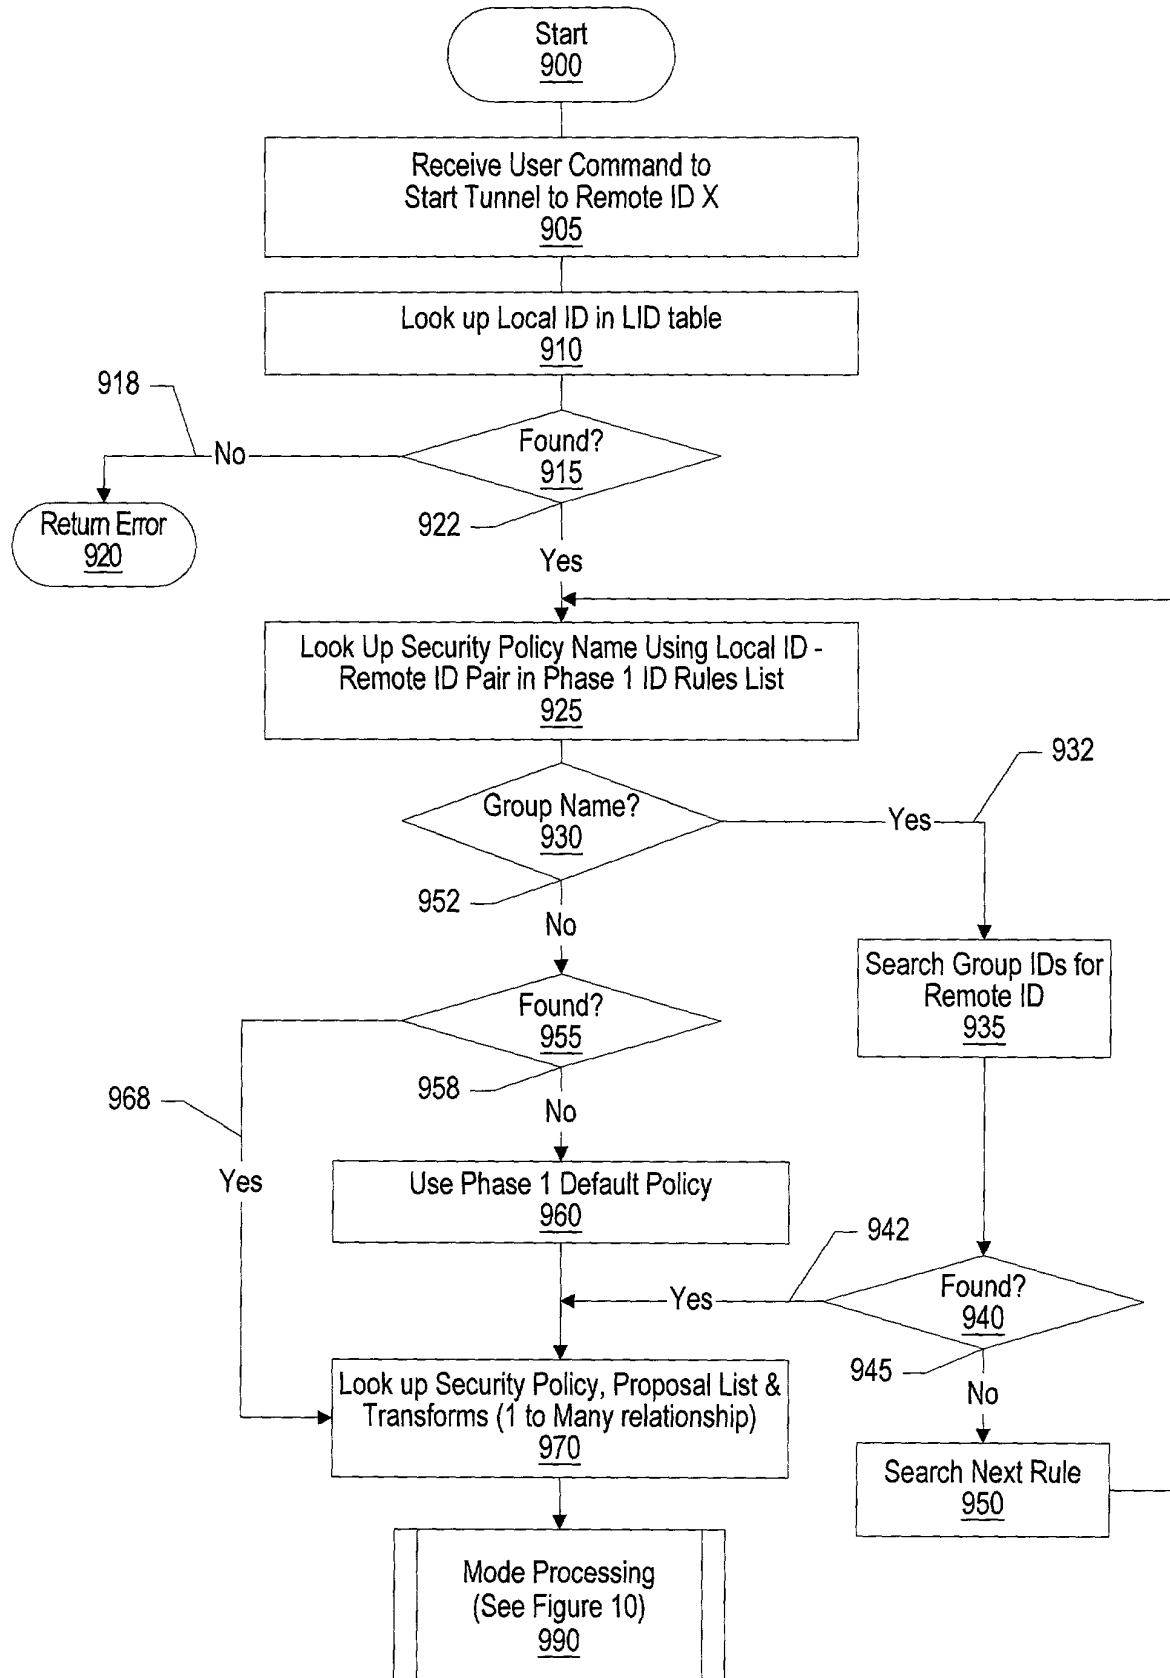 Start
900
Receive User Command to
Start Tunnel to Remote ID X
905
Look up Local ID in LID table
910
918
No
Found?
915
Return Error
920
922
Yes
Look Up Security Policy Name Using Local ID -
Remote ID Pair in Phase 1 ID Rules List
925
932
Group Name?
930
Yes
952
No
Search Group IDs for
Remote ID
935
Found?
955
968
958
No
Yes
Use Phase 1 Default Policy
960
942
Yes
Found?
940
945
No
Look up Security Policy, Proposal List &
Transforms (1 to Many relationship)
970
Search Next Rule
950
Mode Processing
(See Figure 10)
990